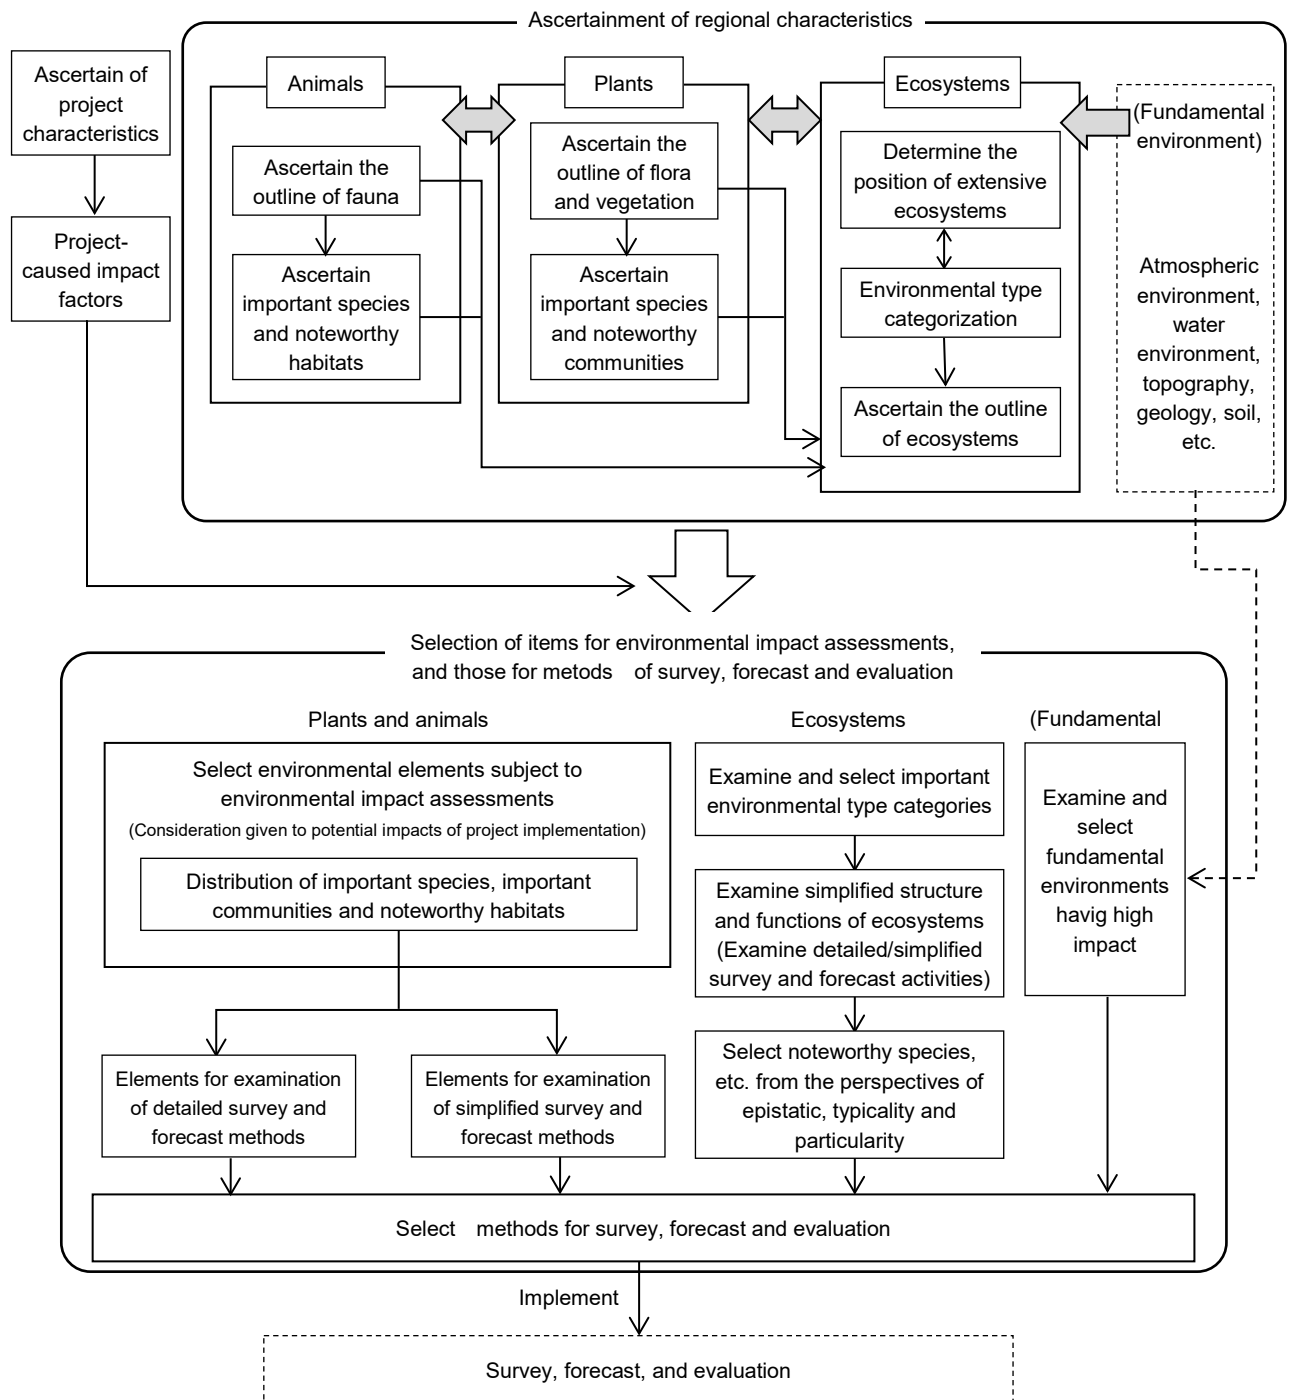 Ascertainment of regional characteristics
Ascertain of
project
characteristics
Project-
caused impact
factors
Animals
Ascertain the
outline of fauna
Ascertain
important species
and noteworthy
habitats
Plants
Ascertain the
outline of flora
and vegetation
Ascertain
important species
and noteworthy
communities
Ecosystems
Determine the
position of extensive
ecosystems
Environmental type
categorization
Ascertain the outline
of ecosystems
(Fundamental
environment)
Atmospheric
environment,
water
environment,
topography,
geology, soil,
etc.
Selection of items for environmental impact assessments,
and those for metods of survey, forecast and evaluation
Plants and animals
Select environmental elements subject to
environmental impact assessments
(Consideration given to potential impacts of project implementation)
Distribution of important species, important
communities and noteworthy habitats
Elements for examination
of detailed survey and
forecast methods
Elements for examination
of simplified survey and
forecast methods
Ecosystems
Examine and select important
environmental type categories
Examine simplified structure
and functions of ecosystems
(Examine detailed/simplified
survey and forecast activities)
Select noteworthy species,
etc. from the perspectives of
epistatic, typicality and
particularity
(Fundamental
Examine and
select
fundamental
environments
havig high
impact
Select methods for survey, forecast and evaluation
Implement
Survey, forecast, and evaluation